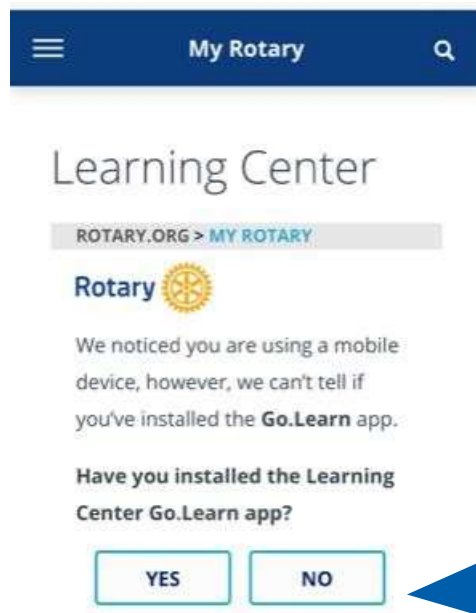 My Rotary
Learning Center
ROTARY.ORG > MY ROTARY
Rotary
We noticed you are using a mobile
device, however, we can't tell if
you've installed the Go.Learn app.
Have you installed the Learning
Center Go.Learn app?
YES NO